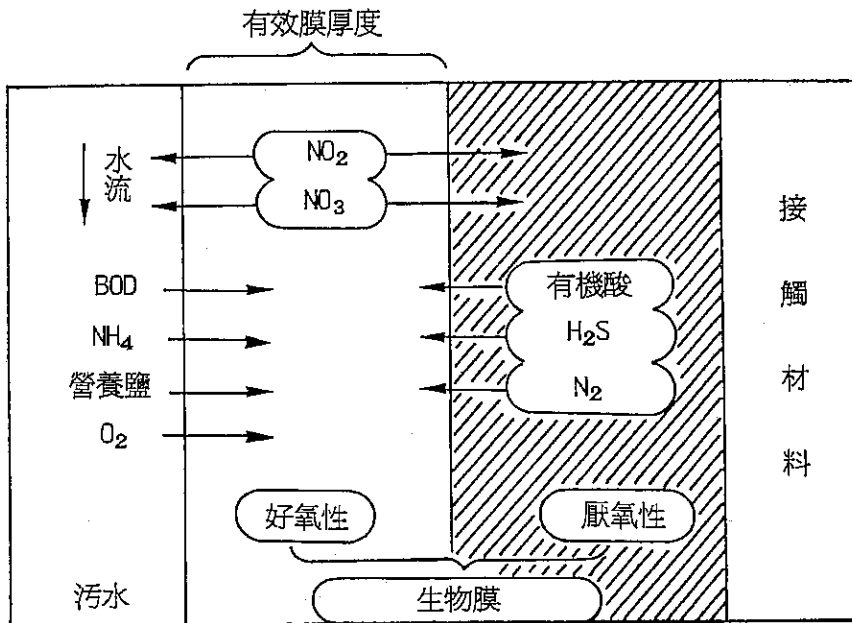 有效膜厚度
水流
NO₂
NO₃
BOD
NH₄
營養鹽
O₂
有機酸
H₂S
N₂
接觸材料
好氧性
厭氧性
污水
生物膜